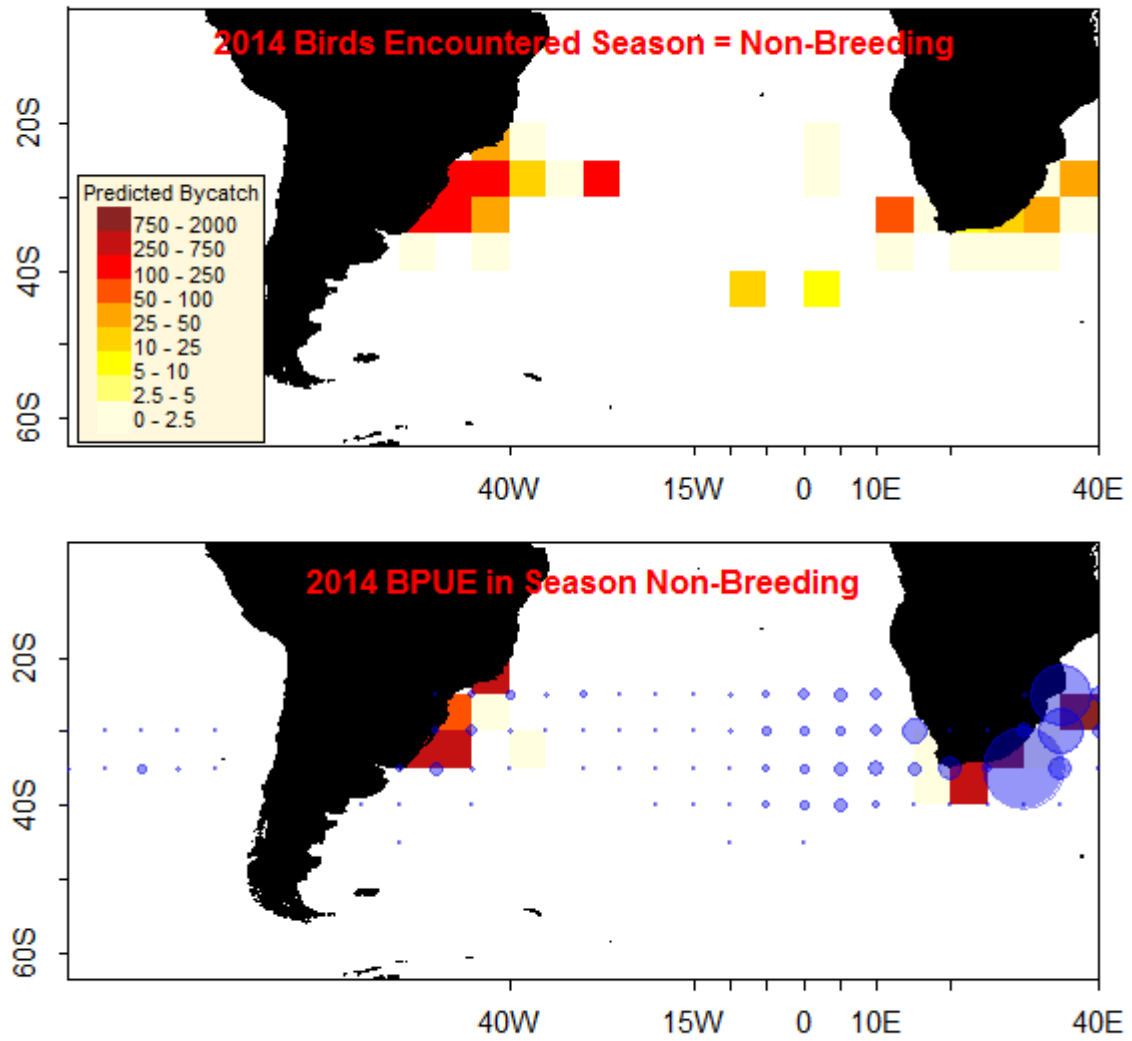 2014 Birds Encountered Season = Non-Breeding
20S
40S
60S
Predicted Bycatch
750 - 2000
250 - 750
100 - 250
50 - 100
25 - 50
10 - 25
5 - 10
2.5 - 5
0 - 2.5
40W 15W 0 10E 40E
2014 BPUE in Season Non-Breeding
20S
40S
60S
40W 15W 0 10E 40E